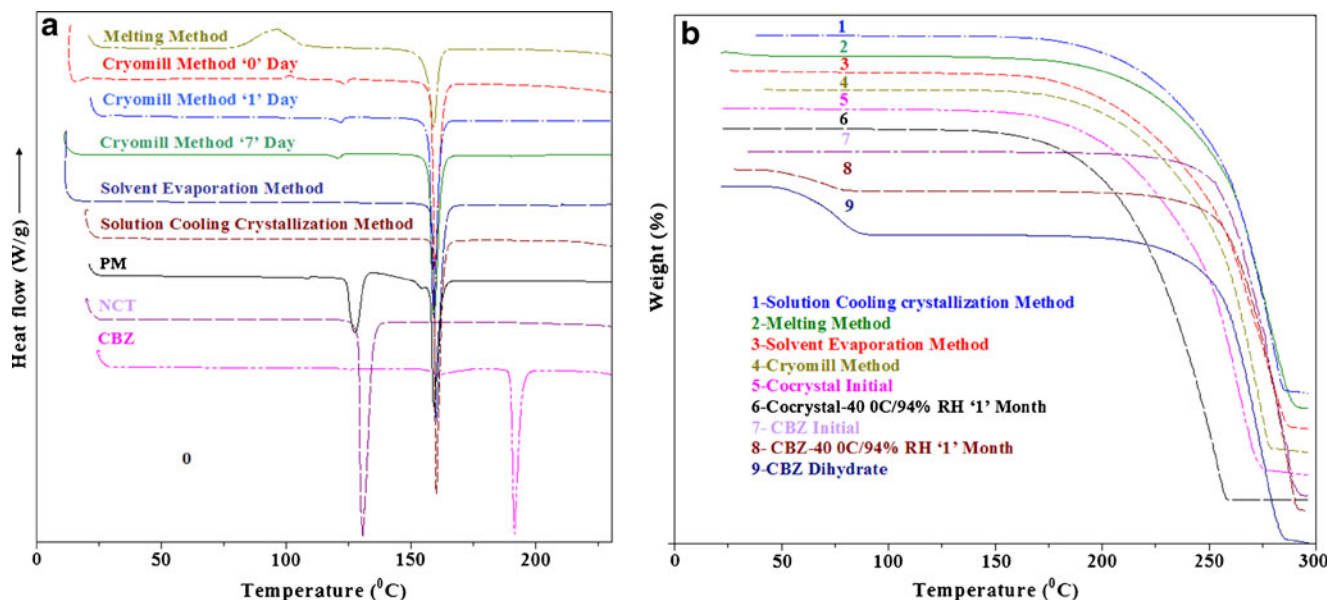 a
Melting Method
Cryomill Method ‘0’ Day
Cryomill Method ‘1’ Day
Cryomill Method ‘7’ Day
Solvent Evaporation Method
Solution Cooling Crystallization Method
PM
NCT
CBZ
0
Heat flow (W/g)
0 50 100 150 200
Temperature (⁰C)
b
1
2
3
4
5
6
7
8
9
1-Solution Cooling crystallization Method
2-Melting Method
3-Solvent Evaporation Method
4-Cryomill Method
5-Cocrystal Initial
6-Cocrystal-40 0C/94% RH ‘1’ Month
7- CBZ Initial
8- CBZ-40 0C/94% RH ‘1’ Month
9-CBZ Dihydrate
Weight (%)
0 50 100 150 200 250 300
Temperature (⁰C)